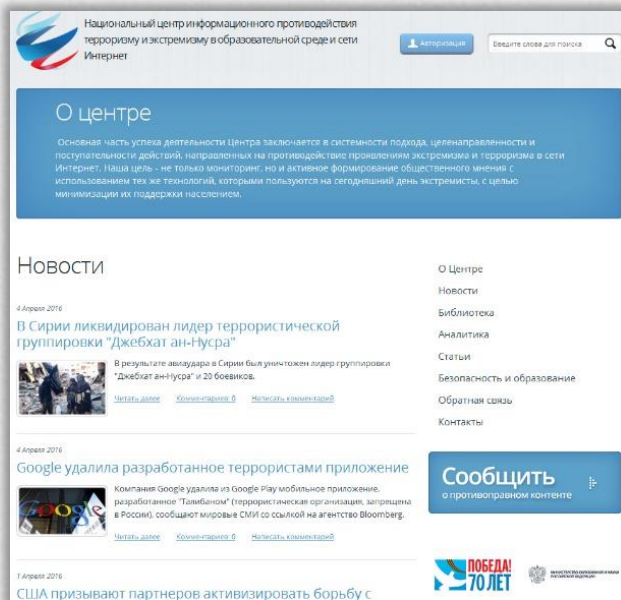 Национальный центр информационного противодействия
терроризму и экстремизму в образовательной среде и сети
Интернет
Авторизация
Введите слова для поиска
О центре
Основная часть успеха деятельности Центра заключается в системности подхода, целенаправленности и
поступательности действий, направленных на противодействие проявлениям экстремизма и терроризма в сети
Интернет. Наша цель - не только мониторинг, но и активное формирование общественного мнения с
использованием тех же технологий, которыми пользуются на сегодняшний день экстремисты, с целью
минимизации их поддержки населением.
Новости
4 Апреля 2016
В Сирии ликвидирован лидер террористической
группировки "Джебхат ан-Нусра"
В результате авиаудара в Сирии был уничтожен лидер группировки
"Джебхат ан-Нусра" и 20 боевиков.
Читать далее Комментариев: 0 Написать комментарий
4 Апреля 2016
Google удалила разработанное террористами приложение
Google
Компания Google удалила из Google Play мобильное приложение,
разработанное "Талибаном" (террористическая организация, запрещена
в России), сообщают мировые СМИ со ссылкой на агентство Bloomberg.
Читать далее Комментариев: 0 Написать комментарий
1 Апреля 2016
США призывают партнеров активизировать борьбу с
О Центре
Новости
Библиотека
Аналитика
Статьи
Безопасность и образование
Обратная связь
Контакты
Сообщить
о противоправном контенте
ПОБЕДА!
70 ЛЕТ
МИНИСТЕРСТВО ОБРАЗОВАНИЯ И НАУКИ
РОССИЙСКОЙ ФЕДЕРАЦИИ